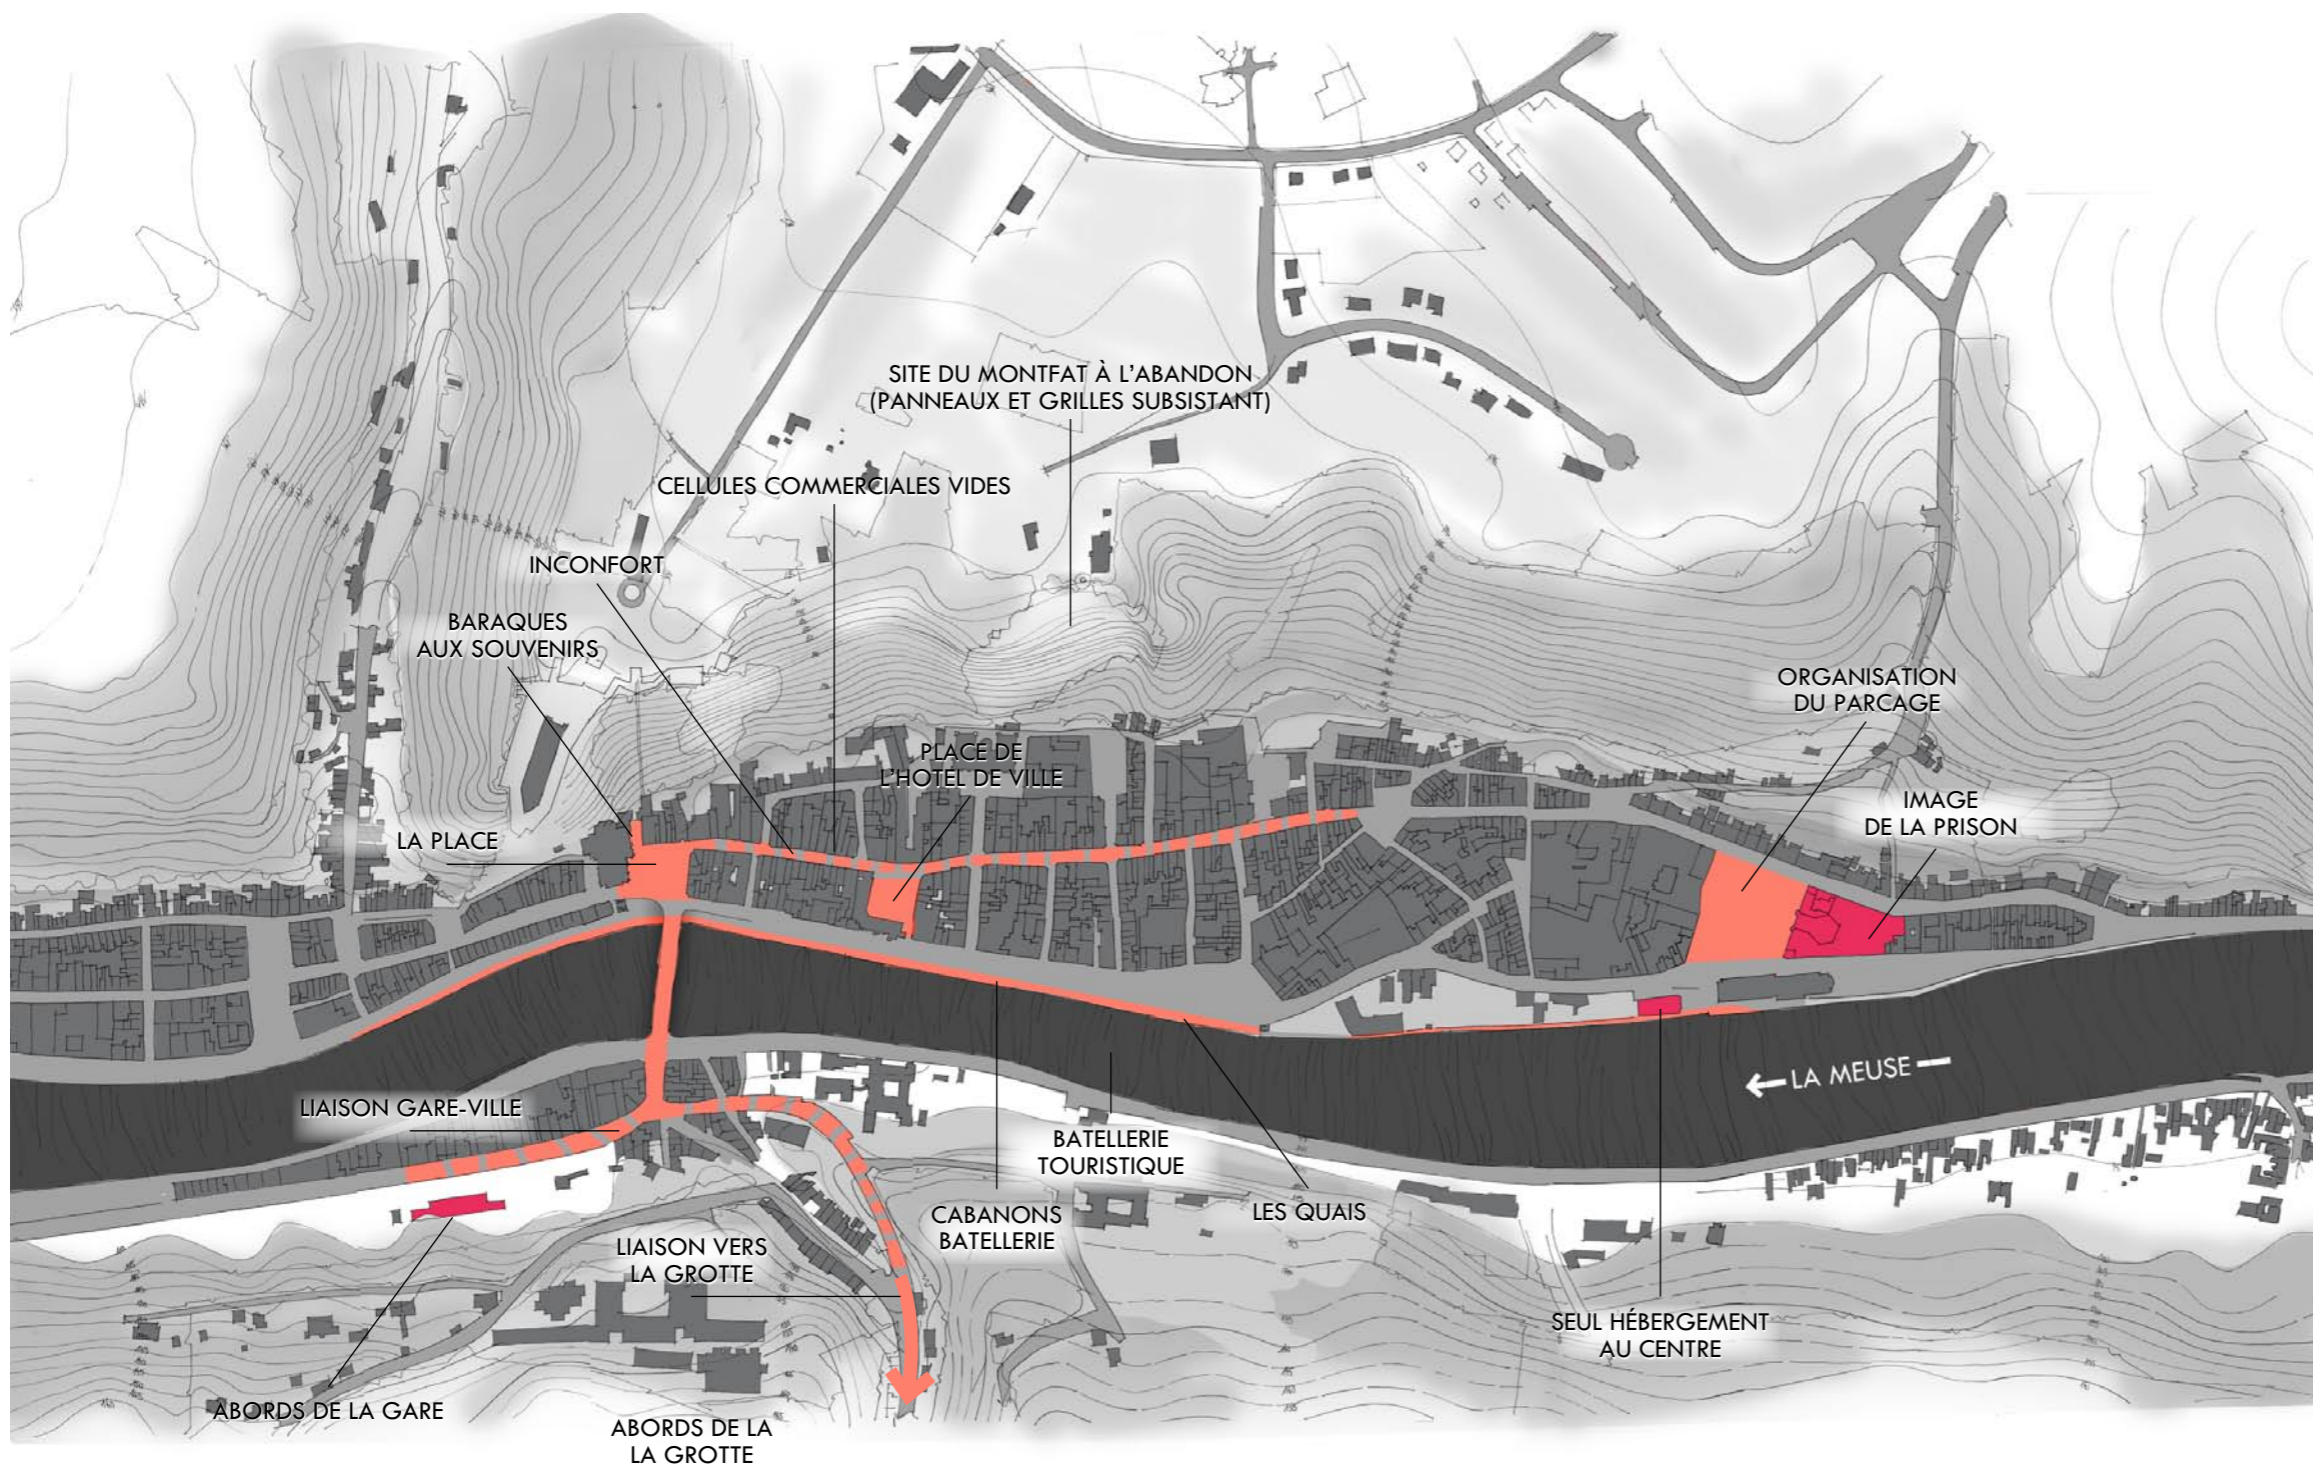 SITE DU MONTFAT À L'ABANDON
(PANNEAUX ET GRILLES SUBSISTANT)
CELLULES COMMERCIALES VIDES
INCONFORT
BARAQUES
AUX SOUVENIRS
ORGANISATION
DU PARCAGE
PLACE DE
L'HOTEL DE VILLE
IMAGE
DE LA PRISON
LA PLACE
LA MEUSE
LIAISON GARE-VILLE
BATELLERIE
TOURISTIQUE
CABANONS
BATELLERIE
LES QUAIS
LIAISON VERS
LA GROTTE
SEUL HÉBERGEMENT
AU CENTRE
ABORDS DE LA GARE
ABORDS DE LA
LA GROTTE